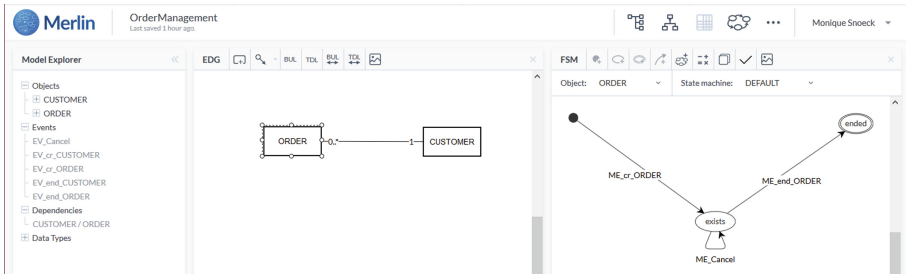 Merlin
OrderManagement
Last saved 1 hour ago.
Monique Snoeck
Model Explorer
Objects
CUSTOMER
ORDER
Events
EV_Cancel
EV_cr_CUSTOMER
EV_cr_ORDER
EV_end_CUSTOMER
EV_end_ORDER
Dependencies
CUSTOMER / ORDER
Data Types
EDG BUL TDL BUL TDL
ORDER 0..* 1 CUSTOMER
FSM
Object: ORDER State machine: DEFAULT
ended
ME_cr_ORDER
ME_end_ORDER
exists
ME_Cancel